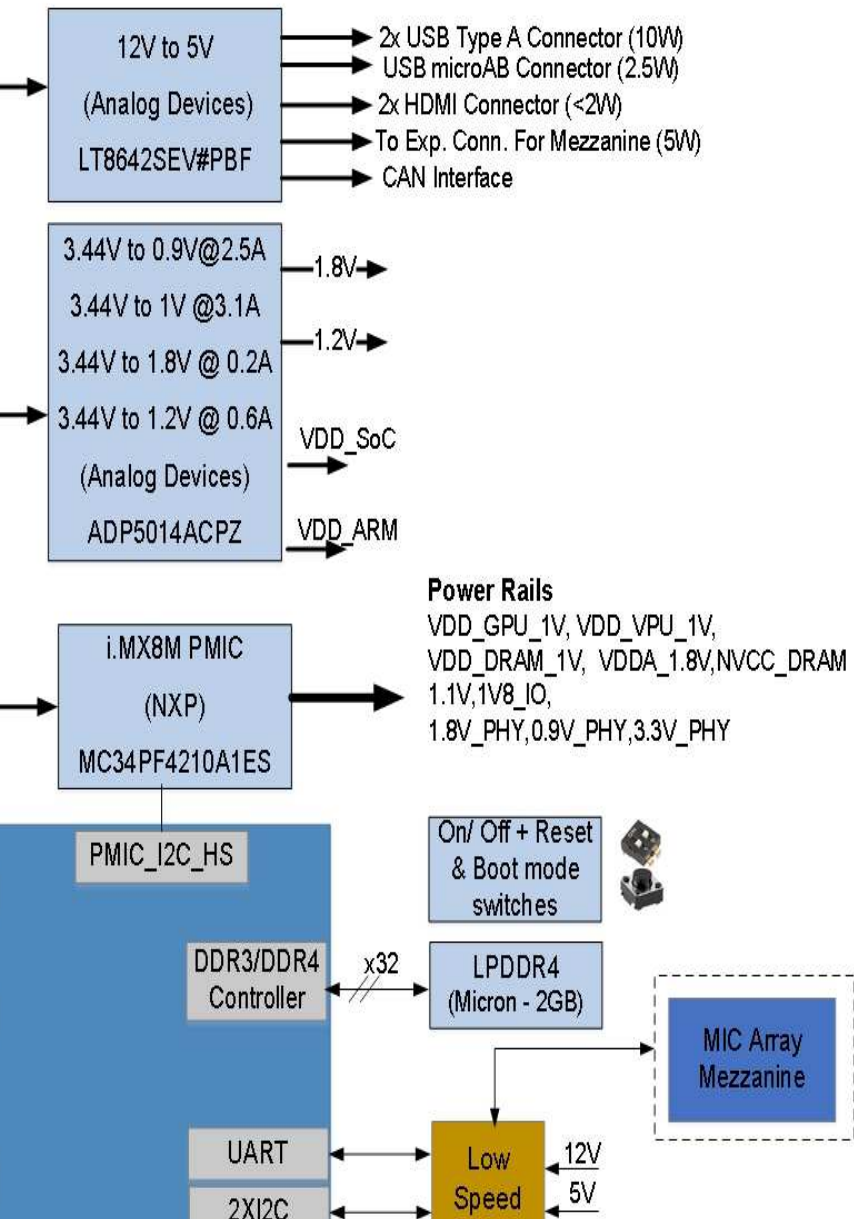 12V to 5V
(Analog Devices)
LT8642SEV#PBF
2x USB Type A Connector (10W)
USB microAB Connector (2.5W)
2x HDMI Connector (<2W)
To Exp. Conn. For Mezzanine (5W)
CAN Interface
3.44V to 0.9V@2.5A
3.44V to 1V @3.1A
3.44V to 1.8V @ 0.2A
3.44V to 1.2V @ 0.6A
(Analog Devices)
ADP5014ACPZ
1.8V
1.2V
VDD_SoC
VDD_ARM
i.MX8M PMIC
(NXP)
MC34PF4210A1ES
Power Rails
VDD_GPU_1V, VDD_VPU_1V,
VDD_DRAM_1V, VDDA_1.8V,NVCC_DRAM
1.1V,1V8_IO,
1.8V_PHY,0.9V_PHY,3.3V_PHY
PMIC_I2C_HS
On/ Off + Reset
& Boot mode
switches
DDR3/DDR4
Controller
x32
LPDDR4
(Micron - 2GB)
MIC Array
Mezzanine
UART
2XI2C
Low
Speed
12V
5V